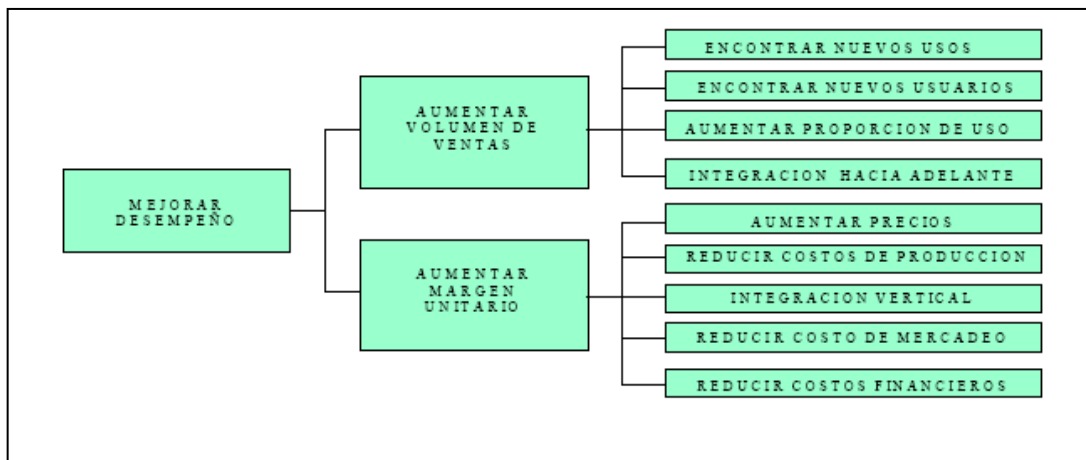 MEJORAR
DESEMPEÑO
AUMENTAR
VOLUMEN DE
VENTAS
ENCONTRAR NUEVOS USOS
ENCONTRAR NUEVOS USUARIOS
AUMENTAR PROPORCION DE USO
INTEGRACION HACIA ADELANTE
AUMENTAR
MARGEN
UNITARIO
AUMENTAR PRECIOS
REDUCIR COSTOS DE PRODUCCION
INTEGRACION VERTICAL
REDUCIR COSTO DE MERCADEO
REDUCIR COSTOS FINANCIEROS